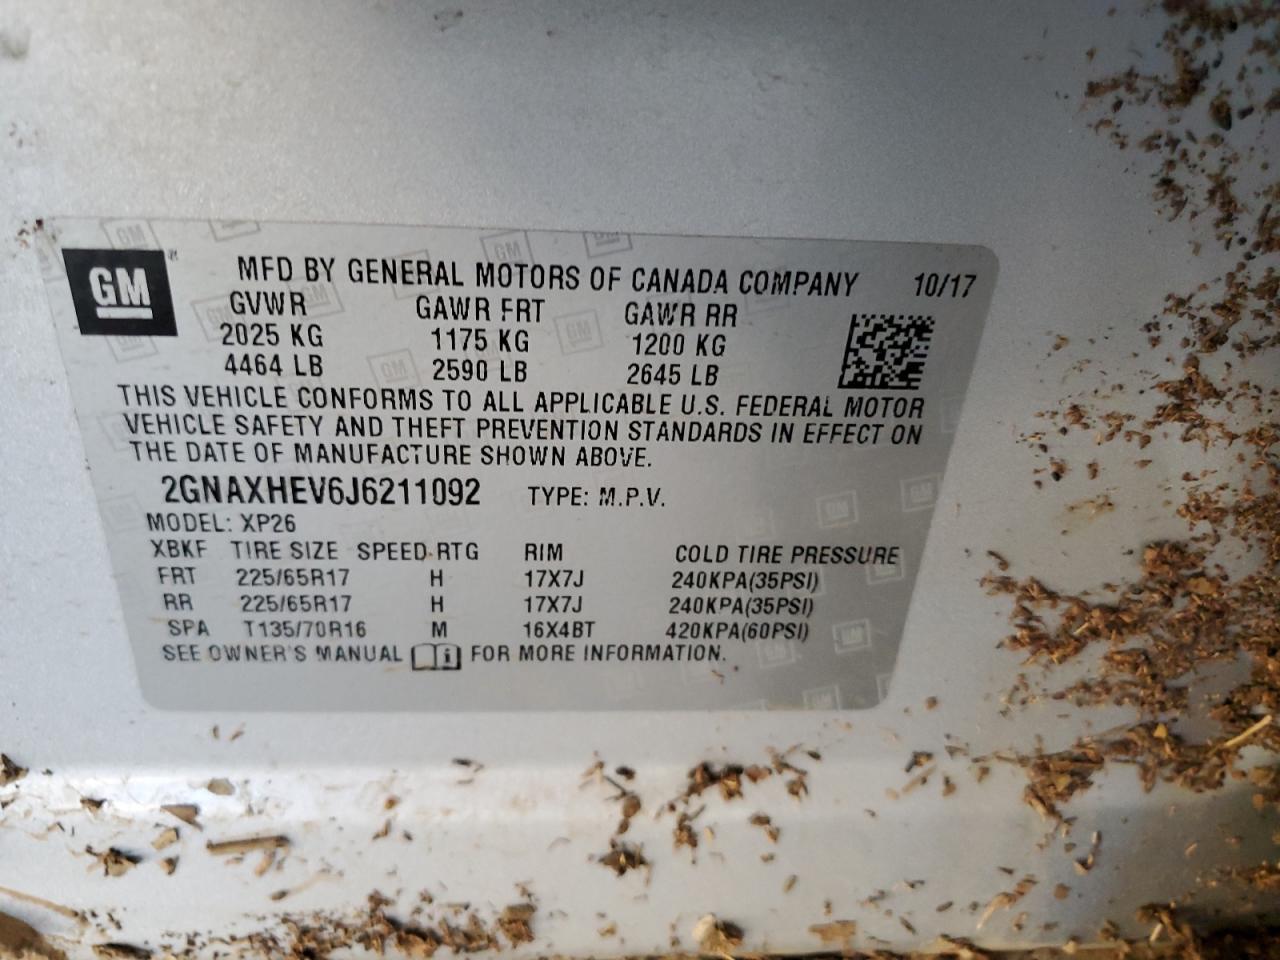 GM
MFD BY GENERAL MOTORS OF CANADA COMPANY 10/17
GVWR GAWR FRT GAWR RR
2025 KG 1175 KG 1200 KG
4464 LB 2590 LB 2645 LB
THIS VEHICLE CONFORMS TO ALL APPLICABLE U.S. FEDERAL MOTOR
VEHICLE SAFETY AND THEFT PREVENTION STANDARDS IN EFFECT ON
THE DATE OF MANUFACTURE SHOWN ABOVE.
2GNAXHEV6J6211092 TYPE: M.P.V.
MODEL: XP26
XBKF TIRE SIZE SPEED RTG RIM COLD TIRE PRESSURE
FRT 225/65R17 H 17X7J 240KPA(35PSI)
RR 225/65R17 H 17X7J 240KPA(35PSI)
SPA T135/70R16 M 16X4BT 420KPA(60PSI)
SEE OWNER'S MANUAL i FOR MORE INFORMATION.